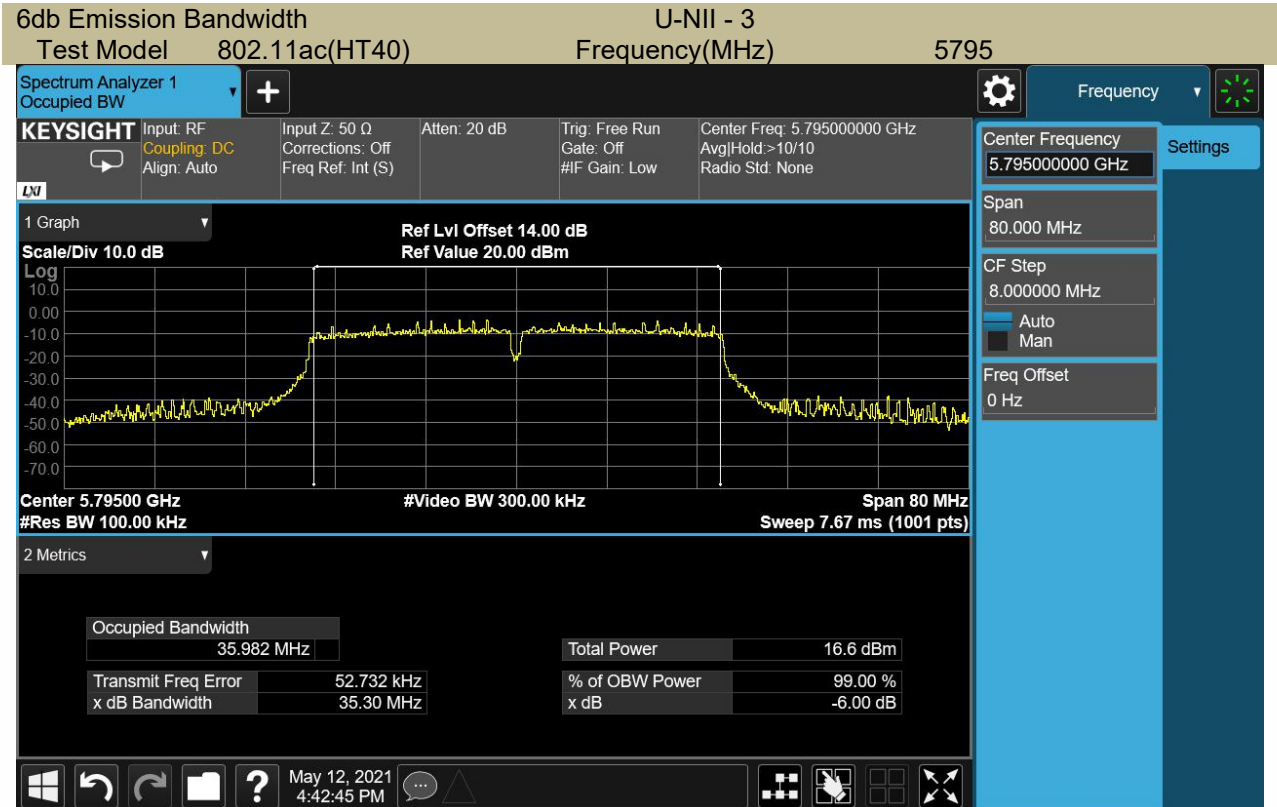 6db Emission Bandwidth U-NII - 3
Test Model 802.11ac(HT40) Frequency(MHz) 5795
Spectrum Analyzer 1
Occupied BW
+
Frequency
KEYSIGHT
LXI
Input: RF
Coupling: DC
Align: Auto
Input Z: 50 Ω
Corrections: Off
Freq Ref: Int (S)
Atten: 20 dB
Trig: Free Run
Gate: Off
#IF Gain: Low
Center Freq: 5.795000000 GHz
Avg|Hold:>10/10
Radio Std: None
1 Graph
Scale/Div 10.0 dB
Ref Lvl Offset 14.00 dB
Ref Value 20.00 dBm
Log
10.0
0.00
-10.0
-20.0
-30.0
-40.0
-50.0
-60.0
-70.0
Center 5.79500 GHz #Video BW 300.00 kHz Span 80 MHz
#Res BW 100.00 kHz Sweep 7.67 ms (1001 pts)
2 Metrics
Occupied Bandwidth
35.982 MHz
Transmit Freq Error 52.732 kHz
x dB Bandwidth 35.30 MHz
Total Power 16.6 dBm
% of OBW Power 99.00 %
x dB -6.00 dB
Center Frequency
5.795000000 GHz
Span
80.000 MHz
CF Step
8.000000 MHz
Auto
Man
Freq Offset
0 Hz
Settings
?
May 12, 2021
4:42:45 PM